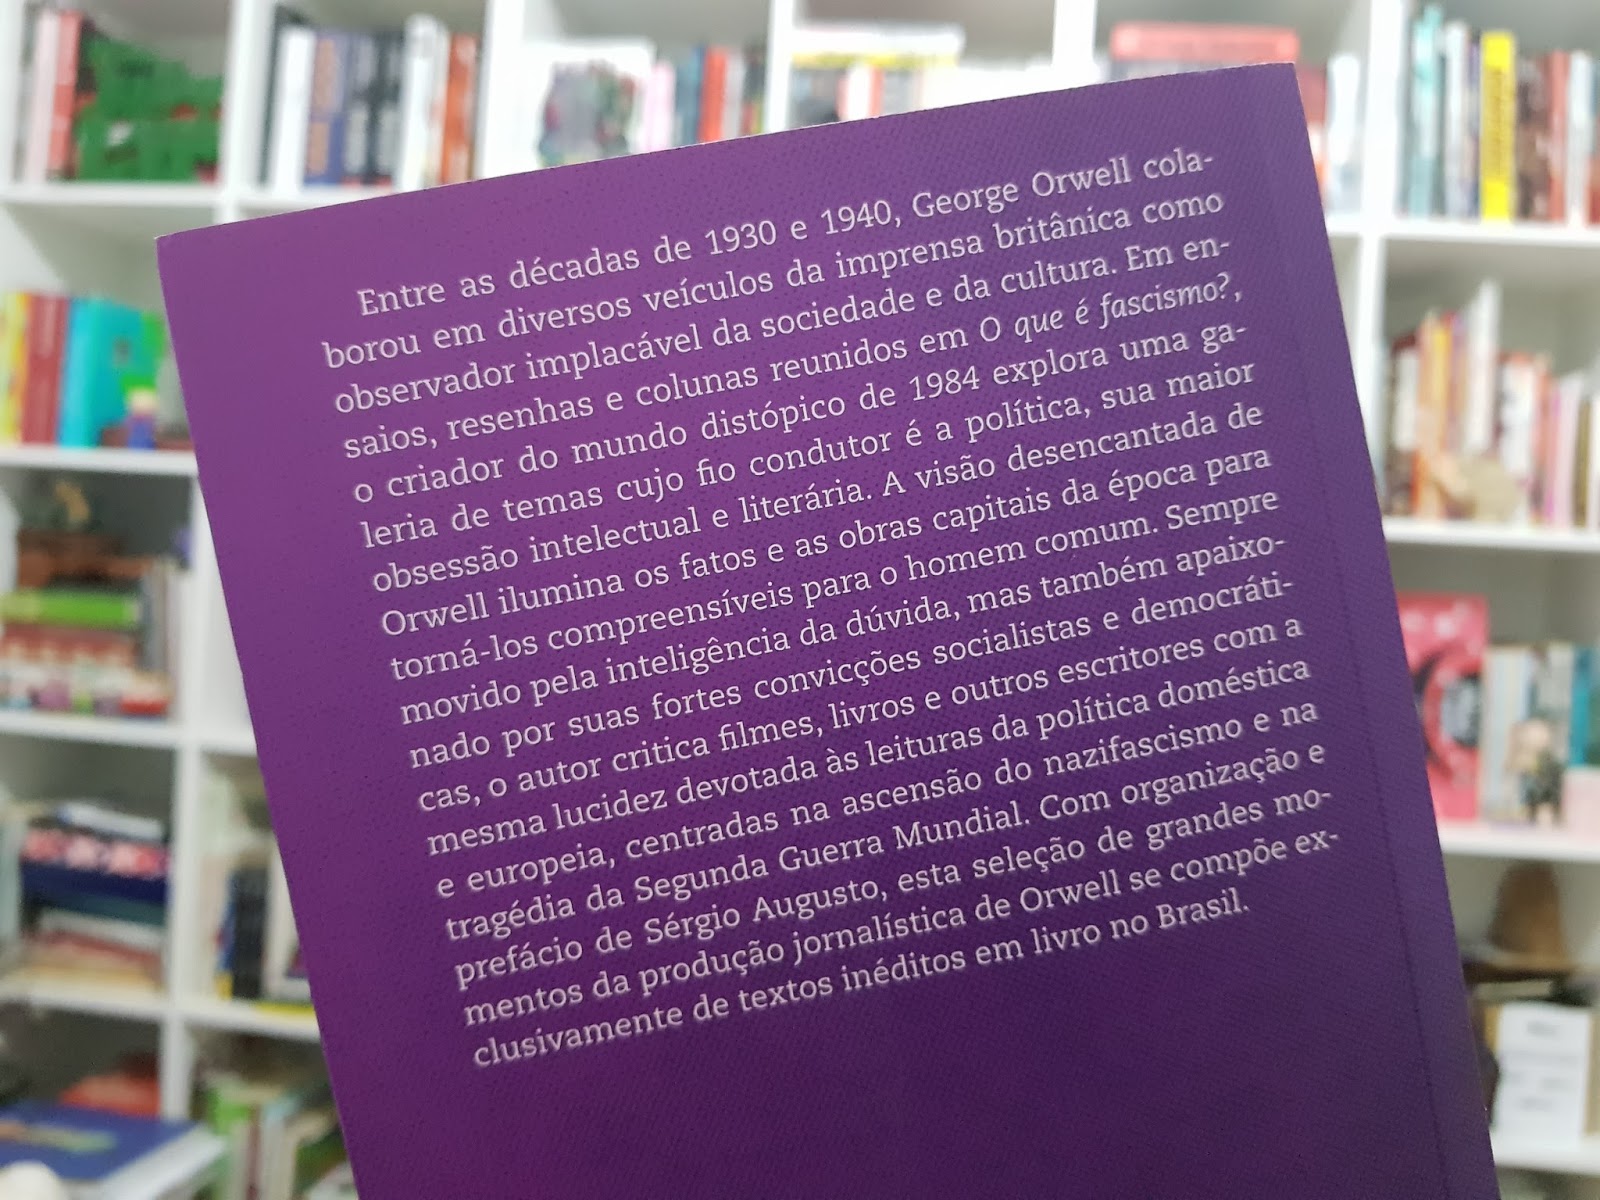 Entre as décadas de 1930 e 1940, George Orwell cola-
borou em diversos veículos da imprensa britânica como
observador implacável da sociedade e da cultura. Em en-
saios, resenhas e colunas reunidos em O que é fascismo?,
o criador do mundo distópico de 1984 explora uma ga-
leria de temas cujo fio condutor é a política, sua maior
obsessão intelectual e literária. A visão desencantada de
Orwell ilumina os fatos e as obras capitais da época para
torná-los compreensíveis para o homem comum. Sempre
movido pela inteligência da dúvida, mas também apaixo-
nado por suas fortes convicções socialistas e democráti-
cas, o autor critica filmes, livros e outros escritores com a
mesma lucidez devotada às leituras da política doméstica
e europeia, centradas na ascensão do nazifascismo e na
tragédia da Segunda Guerra Mundial. Com organização e
prefácio de Sérgio Augusto, esta seleção de grandes mo-
mentos da produção jornalística de Orwell se compõe ex-
clusivamente de textos inéditos em livro no Brasil.